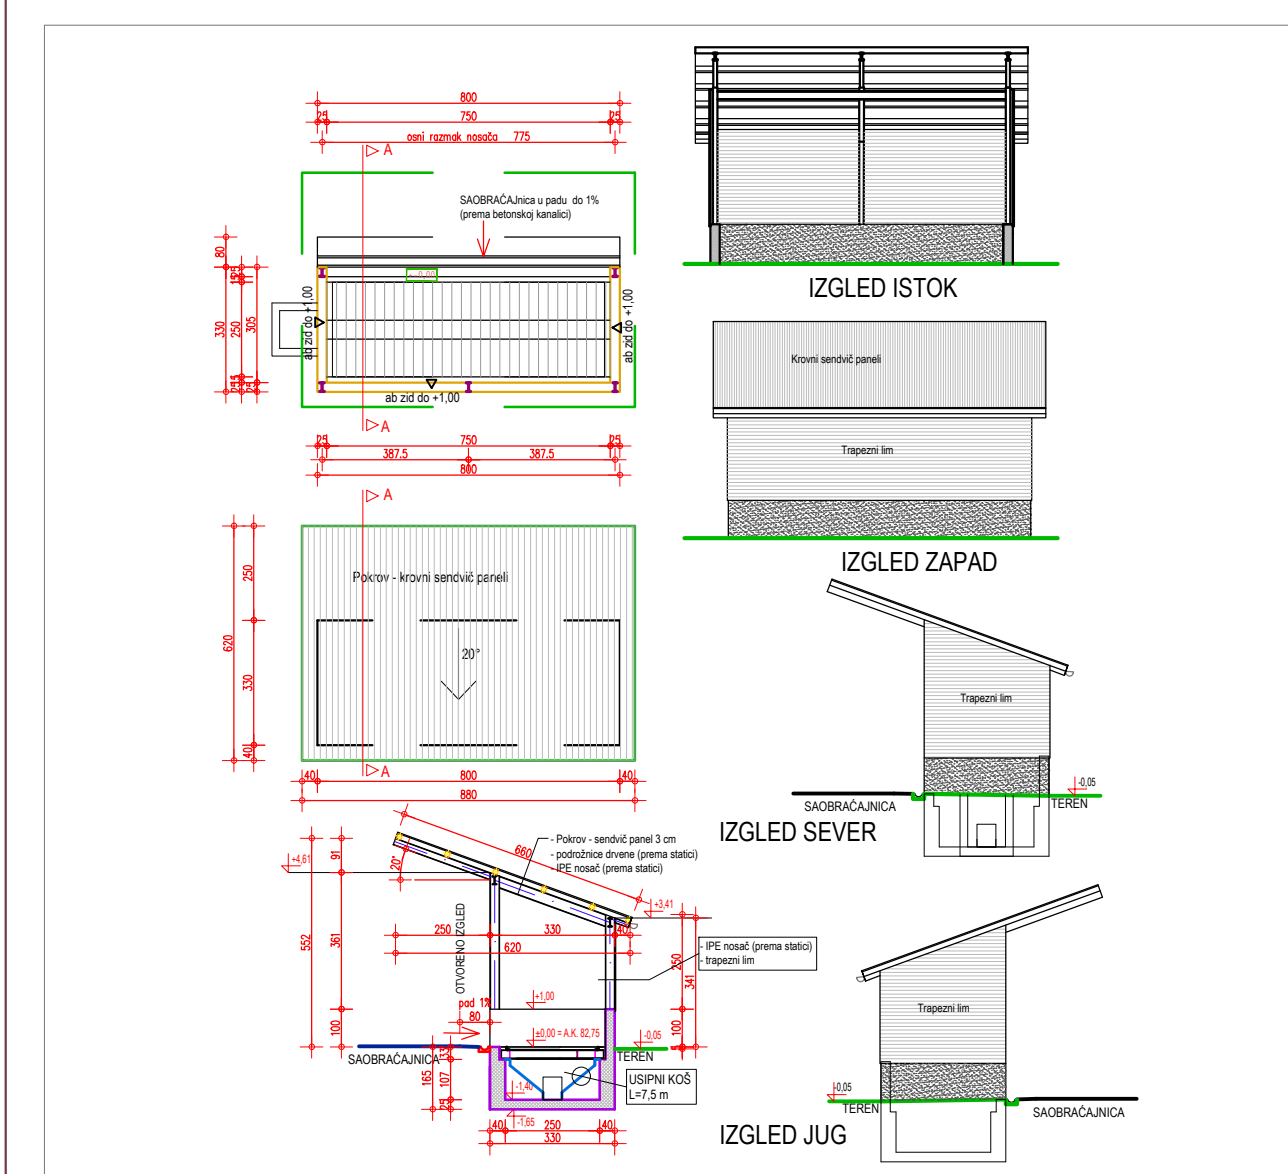 800
25
750
25
osni razmak nosača 775
A
SAOBRAĆAJnica u padu do 1%
(prema betonskoj kanalici)
80
330
250
305
25
ab zid do +1,00
ab zid do +1,00
ab zid do +1,00
A
25
750
25
387.5
387.5
800
A
250
620
330
40
Pokrov - krovni sendvič paneli
20°
A
40
800
40
880
- Pokrov - sendvič panel 3 cm
- podrožnice drvene (prema statici)
- IPE nosač (prema statici)
660
+4,61
91
20°
+3,41
552
361
OTVORENO IZGLED
250
330
40
620
- IPE nosač (prema statici)
- trapezni lim
250
341
pad 1%
80
+1,00
100
±0,00 = A.K. 82,75
-0,05
100
SAOBRAĆAJNICA
TEREN
165
33
107
25
USIPNI KOŠ
L=7,5 m
-1,40
-1,65
40
250
40
330
IZGLED ISTOK
Krovni sendvič paneli
Trapezni lim
IZGLED ZAPAD
Trapezni lim
-0,05
SAOBRAĆAJNICA
TEREN
IZGLED SEVER
Trapezni lim
-0,05
TEREN
SAOBRAĆAJNICA
IZGLED JUG